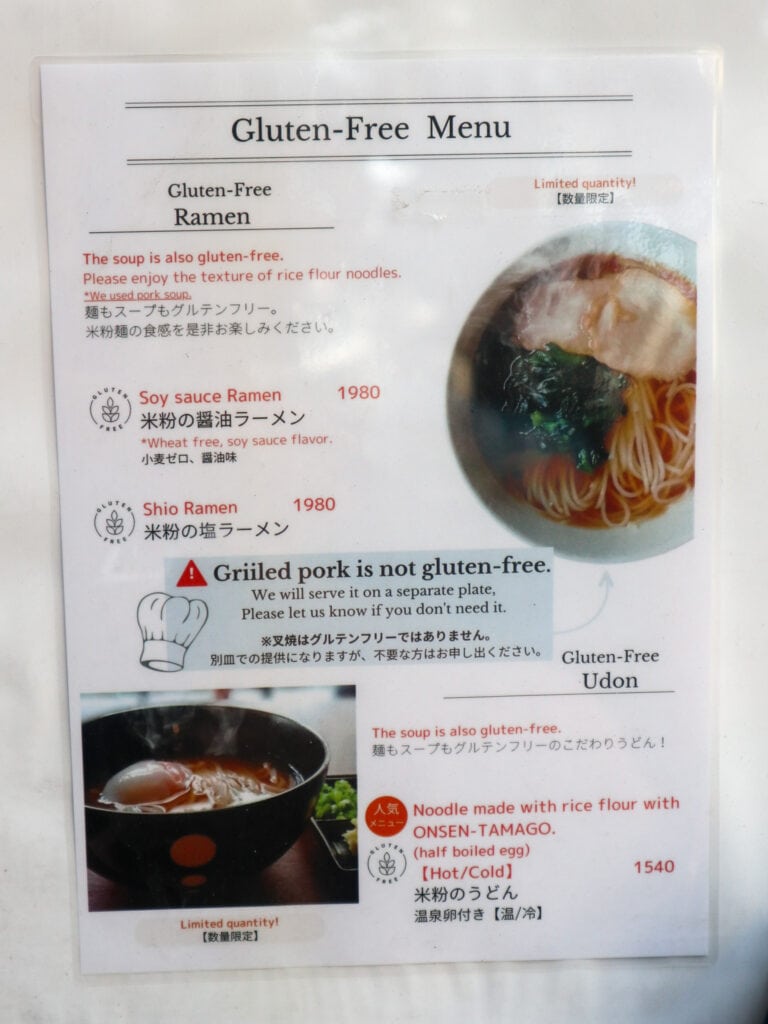 Gluten-Free Menu
Gluten-Free
Ramen
Limited quantity!
【数量限定】
The soup is also gluten-free.
Please enjoy the texture of rice flour noodles.
*We used pork soup.
麺もスープもグルテンフリー。
米粉麺の食感を是非お楽しみください。
GLUTEN FREE
Soy sauce Ramen 1980
米粉の醤油ラーメン
*Wheat free, soy sauce flavor.
小麦ゼロ、醤油味
GLUTEN FREE
Shio Ramen 1980
米粉の塩ラーメン
Griiled pork is not gluten-free.
We will serve it on a separate plate,
Please let us know if you don't need it.
※叉焼はグルテンフリーではありません。
別皿での提供になりますが、不要な方はお申し出ください。
Gluten-Free
Udon
The soup is also gluten-free.
麺もスープもグルテンフリーのこだわりうどん！
人気
メニュー
GLUTEN FREE
Noodle made with rice flour with
ONSEN-TAMAGO.
(half boiled egg)
【Hot/Cold】 1540
米粉のうどん
温泉卵付き【温/冷】
Limited quantity!
【数量限定】